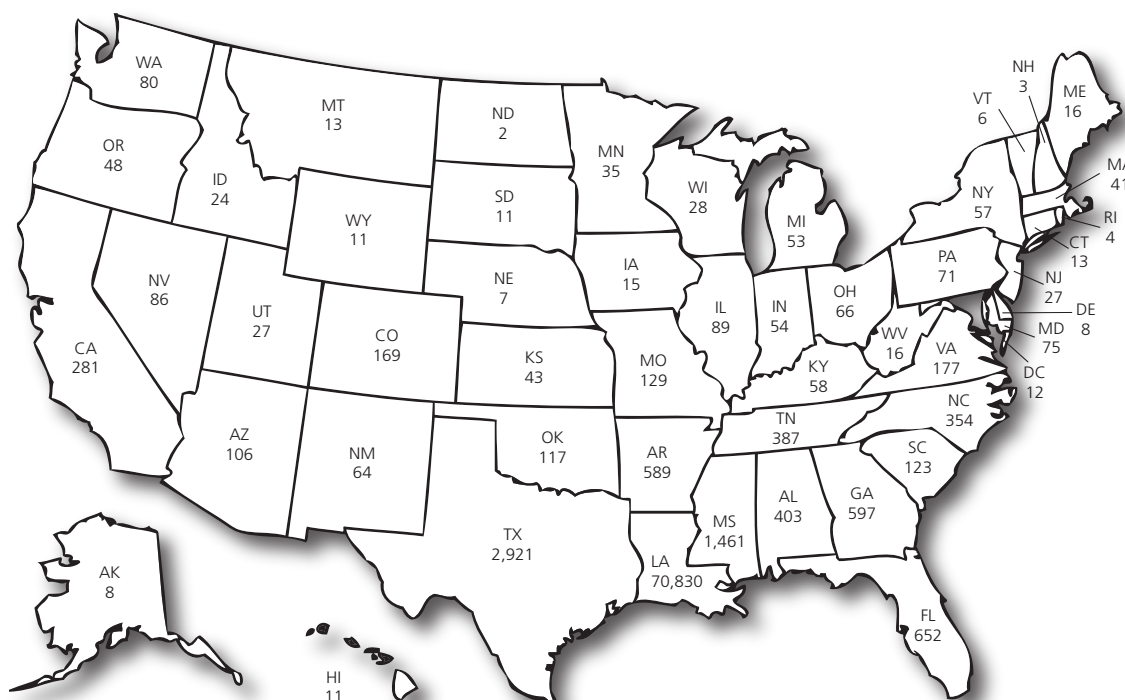 WA
80
MT
13
ND
2
MN
35
OR
48
ID
24
WY
11
SD
11
WI
28
MI
53
NH
3
VT
6
ME
16
MA
41
NY
57
RI
4
CT
13
NV
86
UT
27
NE
7
IA
15
PA
71
NJ
27
CA
281
CO
169
KS
43
MO
129
IL
89
IN
54
OH
66
WV
16
VA
177
DE
8
MD
75
DC
12
KY
58
AZ
106
NM
64
OK
117
AR
589
TN
387
NC
354
SC
123
TX
2,921
LA
70,830
MS
1,461
AL
403
GA
597
FL
652
AK
8
HI
11